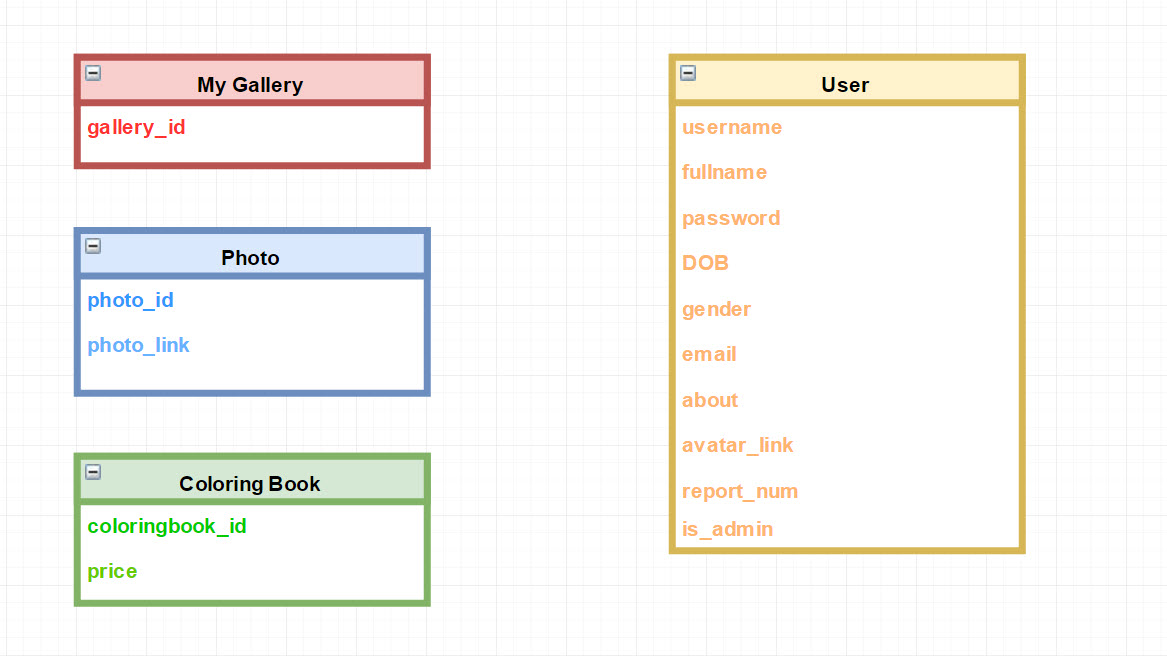 My Gallery
gallery_id
Photo
photo_id
photo_link
Coloring Book
coloringbook_id
price
User
username
fullname
password
DOB
gender
email
about
avatar_link
report_num
is_admin